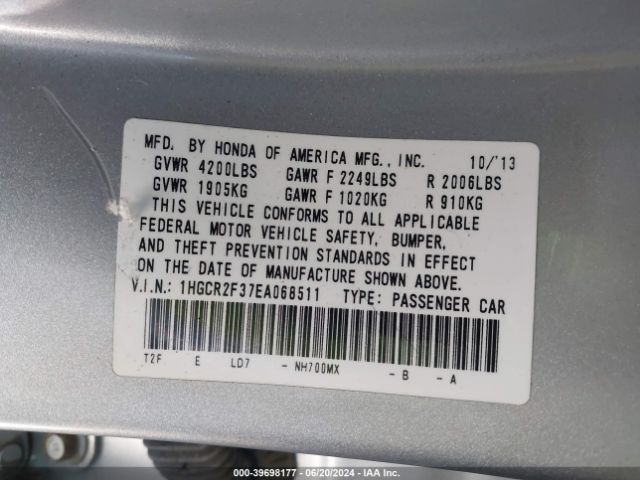 MFD. BY HONDA OF AMERICA MFG., INC. 10/'13
GVWR 4200LBS GAWR F 2249LBS R 2006LBS
GVWR 1905KG GAWR F 1020KG R 910KG
THIS VEHICLE CONFORMS TO ALL APPLICABLE
FEDERAL MOTOR VEHICLE SAFETY, BUMPER,
AND THEFT PREVENTION STANDARDS IN EFFECT
ON THE DATE OF MANUFACTURE SHOWN ABOVE.
V.I.N.: 1HGCR2F37EA068511 TYPE: PASSENGER CAR
T2F E LD7 - NH700MX - B - A
000-39698177 - 06/20/2024 - IAA Inc.